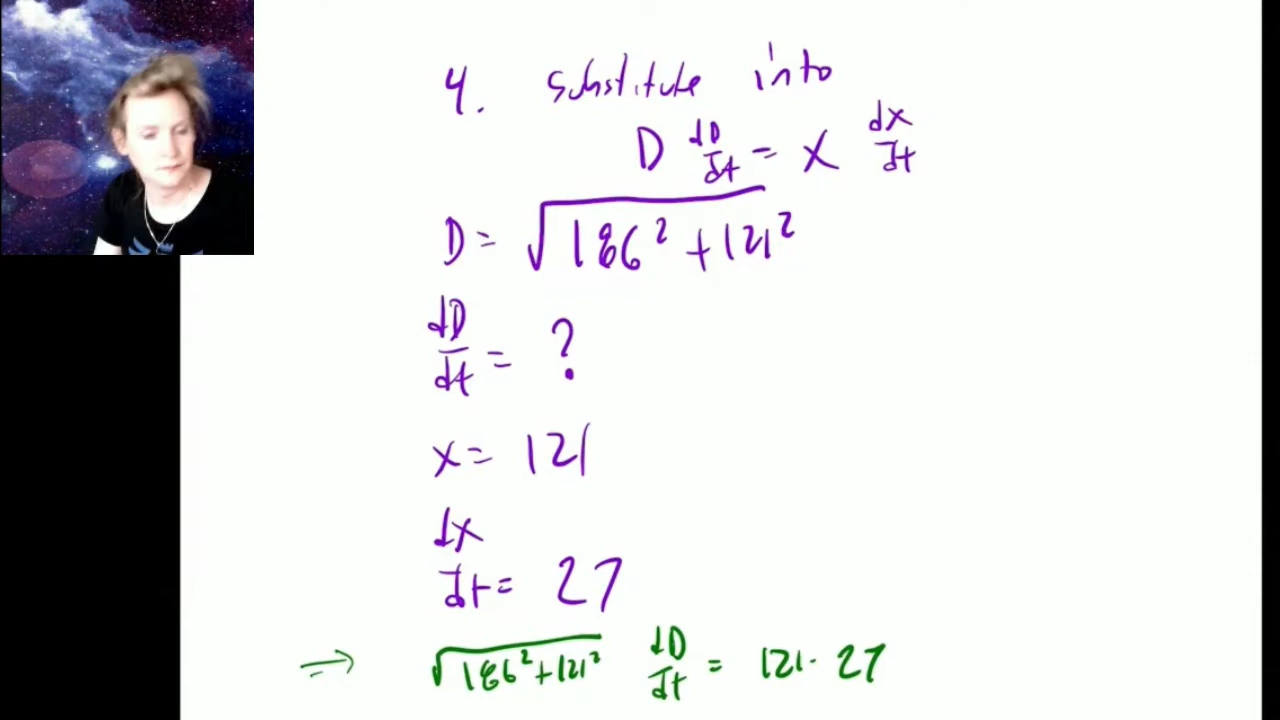 4. substitute into
D dD/dt = x dx/dt
D = √(186² + 121²)
dD/dt = ?
x = 121
dx/dt = 27
⇒ √(186² + 121²) dD/dt = 121 · 27